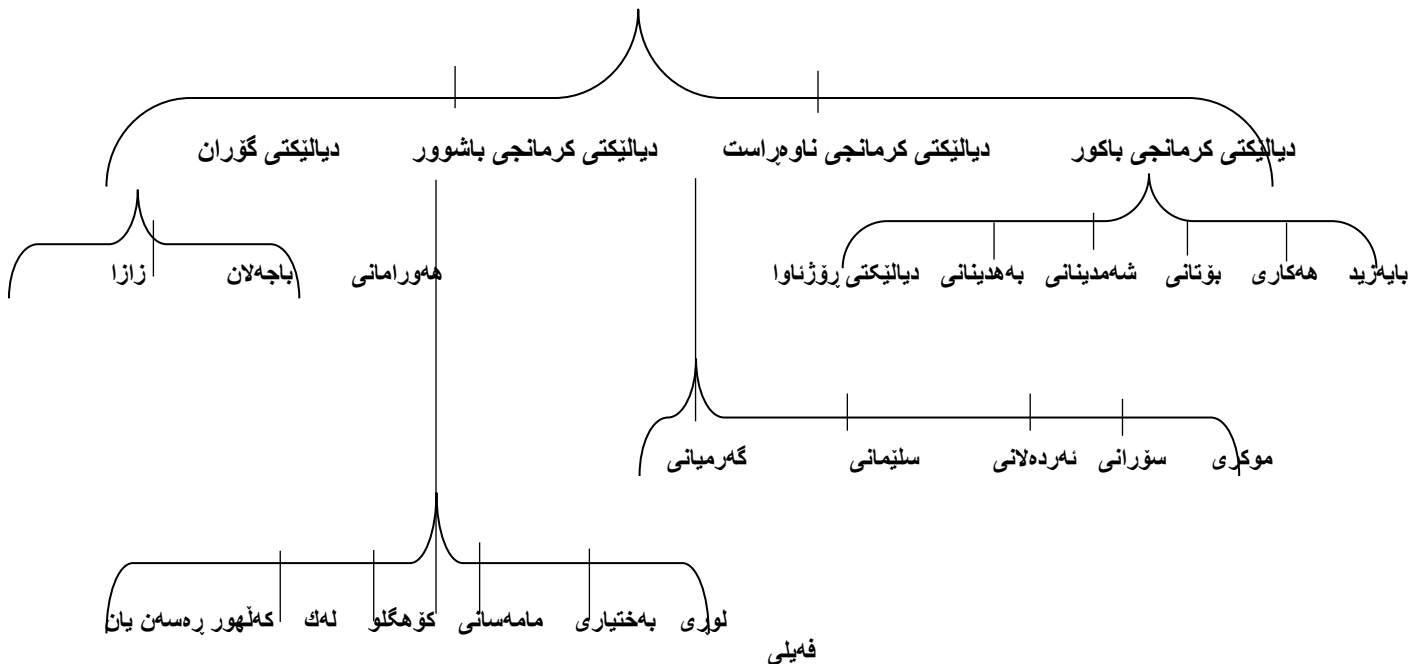 دیالێکتی کرمانجی باکور دیالێکتی کرمانجی ناوەڕاست دیالێکتی کرمانجی باشوور دیالێکتی گۆران
بایەزید هەکاری بۆتانی شەمدینانی بەهدینانی دیالێکتی ڕۆژئاوا هەورامانی باجەلان زازا
موکری سۆرانی ئەردەلانی سلێمانی گەرمیانی
لوڕی بەختیاری مامەسانی کۆهگلو لەك کەڵهور ڕەسەن یان
فەیلی